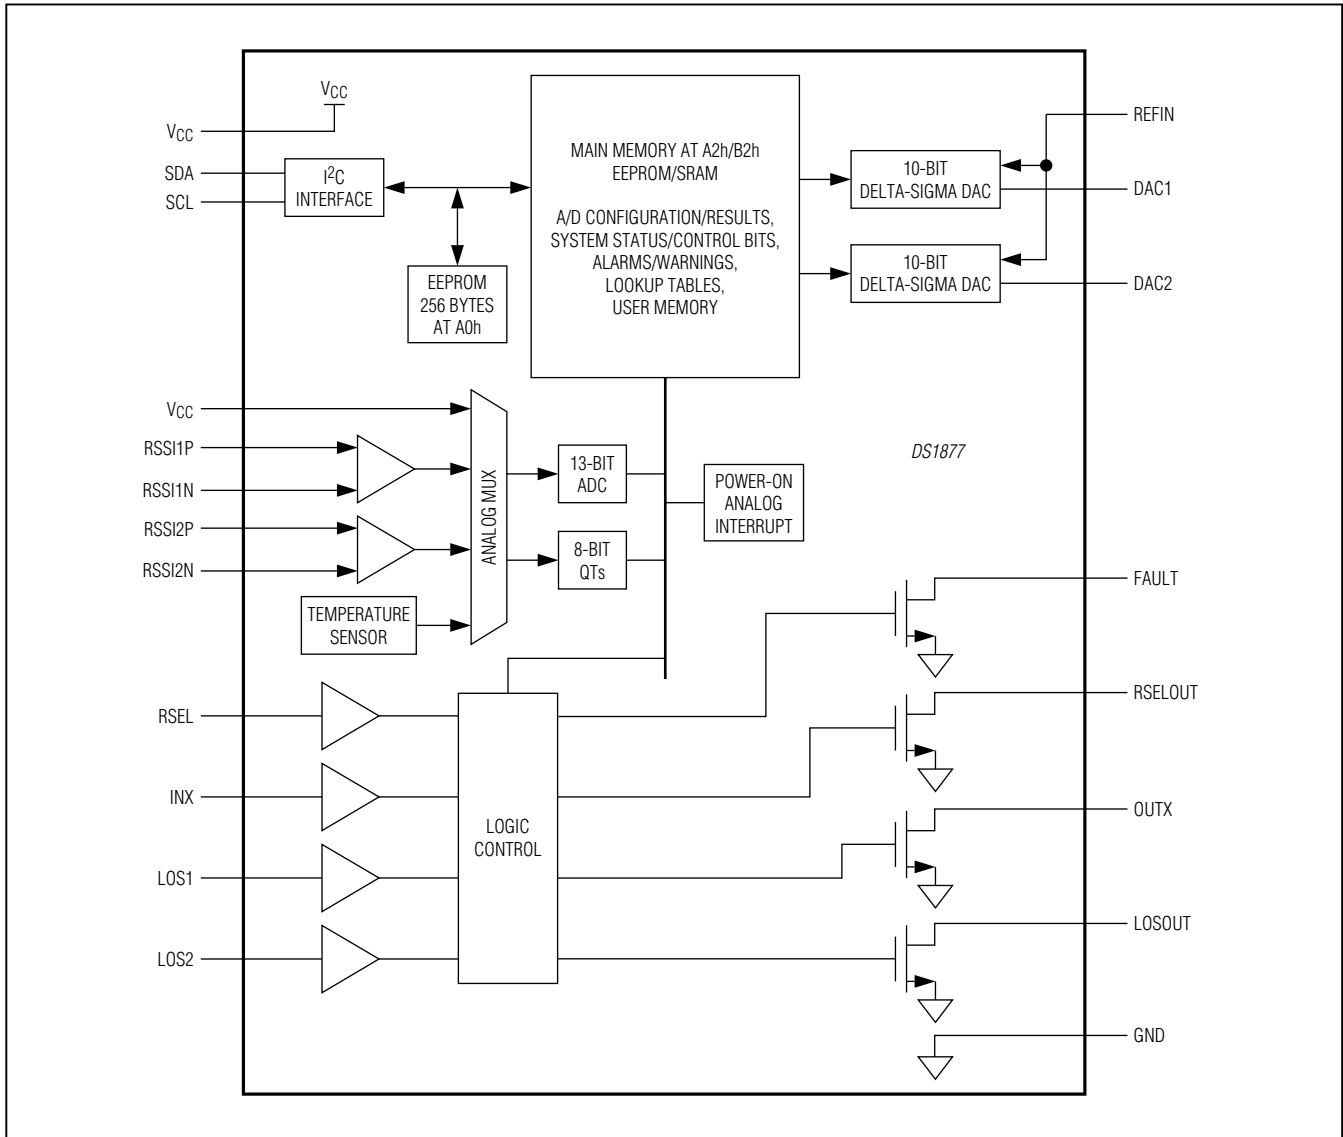 VCC
VCC
SDA
SCL
I²C
INTERFACE
EEPROM
256 BYTES
AT A0h
MAIN MEMORY AT A2h/B2h
EEPROM/SRAM
A/D CONFIGURATION/RESULTS,
SYSTEM STATUS/CONTROL BITS,
ALARMS/WARNINGS,
LOOKUP TABLES,
USER MEMORY
10-BIT
DELTA-SIGMA DAC
10-BIT
DELTA-SIGMA DAC
REFIN
DAC1
DAC2
VCC
RSSI1P
RSSI1N
RSSI2P
RSSI2N
TEMPERATURE
SENSOR
ANALOG MUX
13-BIT
ADC
8-BIT
QTs
POWER-ON
ANALOG
INTERRUPT
DS1877
RSEL
INX
LOS1
LOS2
LOGIC
CONTROL
FAULT
RSELOUT
OUTX
LOSOUT
GND